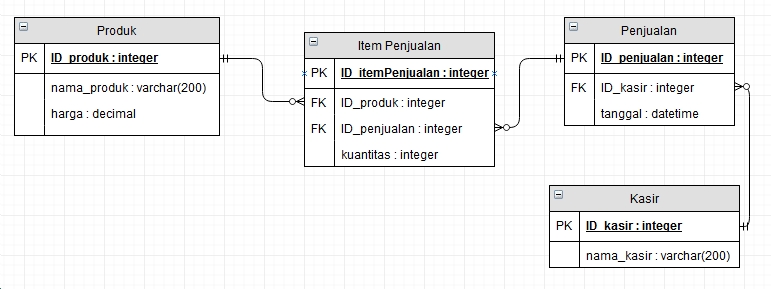 Produk
PK ID_produk : integer
nama_produk : varchar(200)
harga : decimal
Item Penjualan
PK ID_itemPenjualan : integer
FK ID_produk : integer
FK ID_penjualan : integer
kuantitas : integer
Penjualan
PK ID_penjualan : integer
FK ID_kasir : integer
tanggal : datetime
Kasir
PK ID_kasir : integer
nama_kasir : varchar(200)